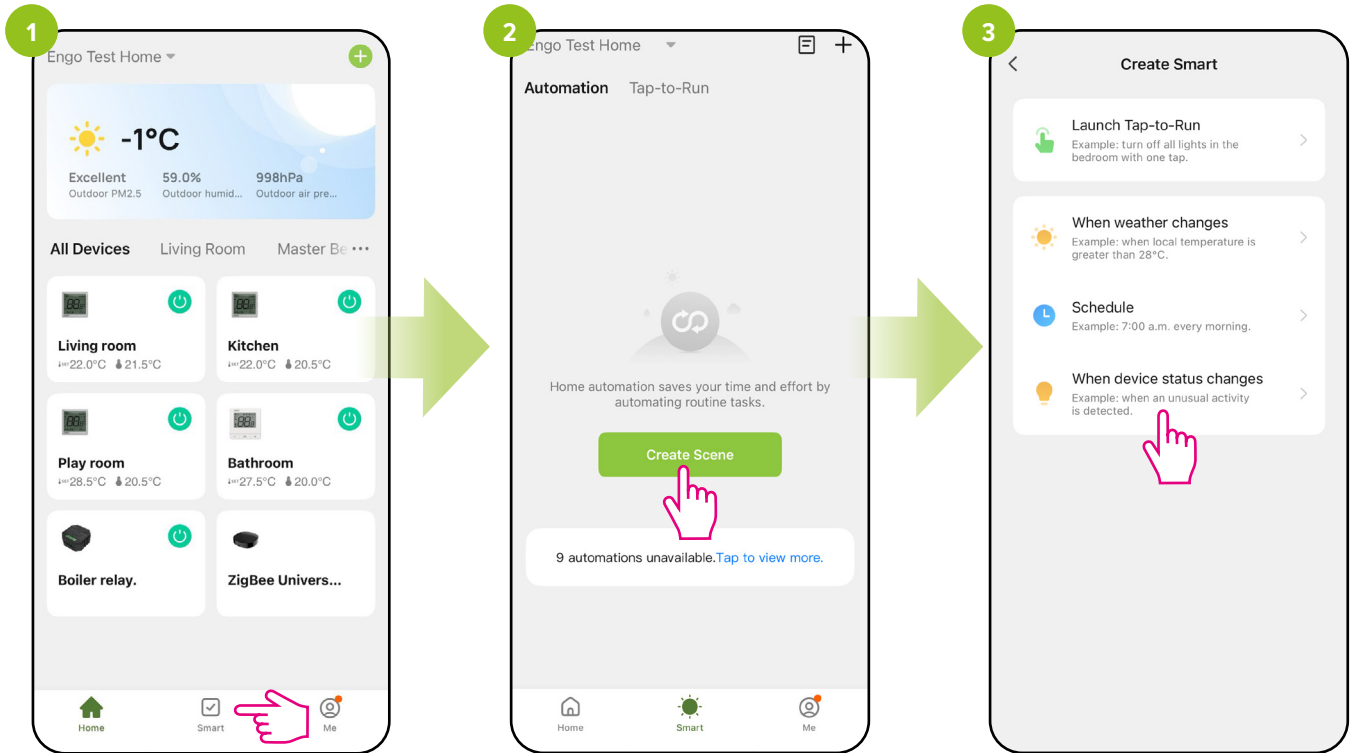 1
Engo Test Home
-1°C
Excellent 59.0% 998hPa
Outdoor PM2.5 Outdoor humid... Outdoor air pre...
All Devices Living Room Master Be
Living room
22.0°C 21.5°C
Kitchen
22.0°C 20.5°C
Play room
28.5°C 20.5°C
Bathroom
27.5°C 20.0°C
Boiler relay.
ZigBee Univers...
Home Smart Me
2
Engo Test Home
Automation Tap-to-Run
Home automation saves your time and effort by
automating routine tasks.
Create Scene
9 automations unavailable.Tap to view more.
Home Smart Me
3
Create Smart
Launch Tap-to-Run
Example: turn off all lights in the
bedroom with one tap.
When weather changes
Example: when local temperature is
greater than 28°C.
Schedule
Example: 7:00 a.m. every morning.
When device status changes
Example: when an unusual activity
is detected.